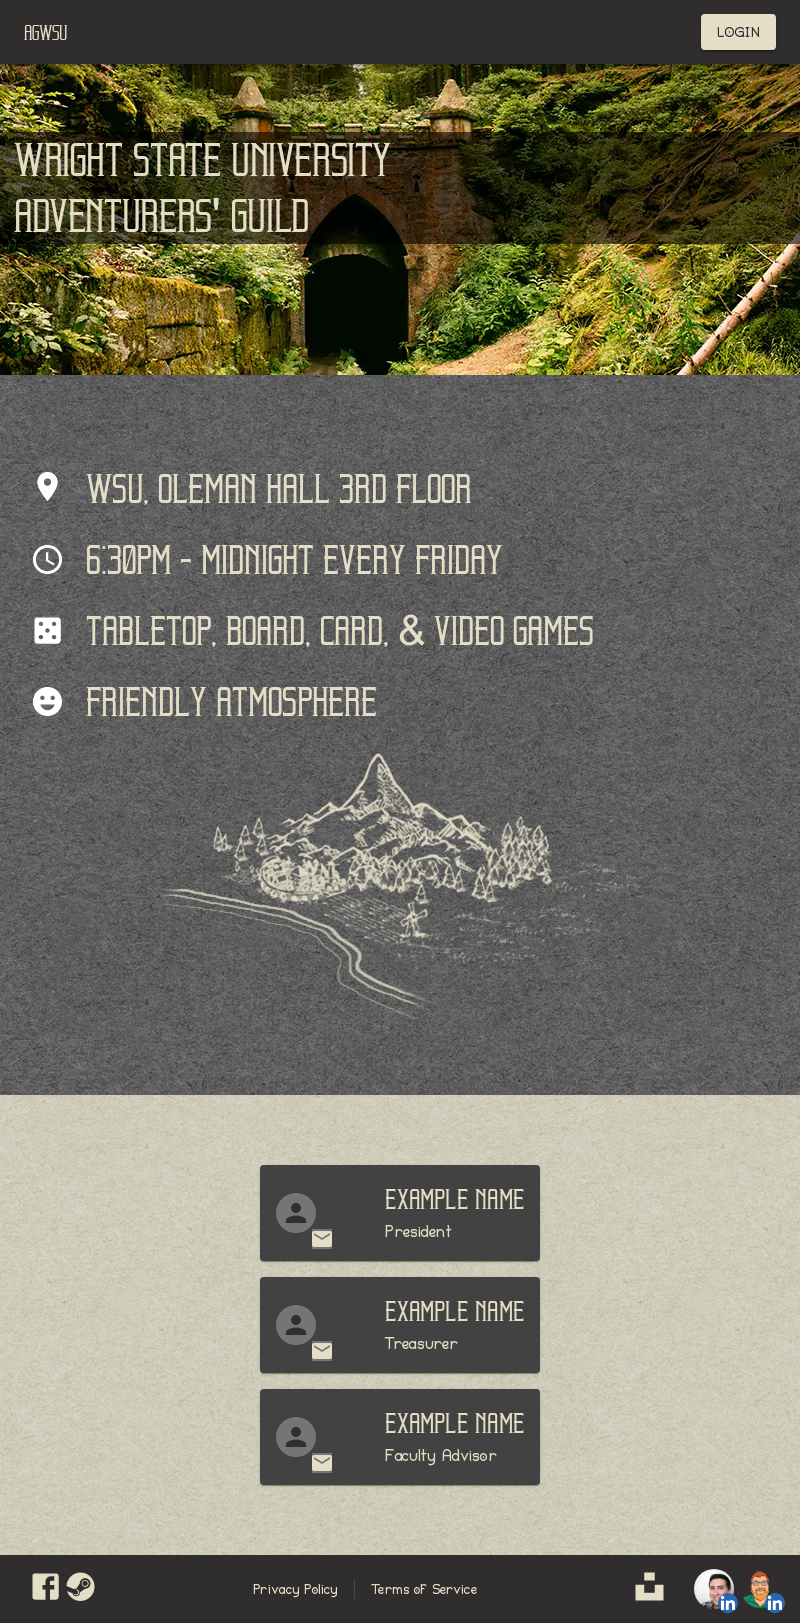 AGWSU
LOGIN
WRIGHT STATE UNIVERSITY
ADVENTURERS' GUILD
WSU, OLEMAN HALL 3RD FLOOR
6:30PM - MIDNIGHT EVERY FRIDAY
TABLETOP, BOARD, CARD, & VIDEO GAMES
FRIENDLY ATMOSPHERE
EXAMPLE NAME
President
EXAMPLE NAME
Treasurer
EXAMPLE NAME
Faculty Advisor
Privacy Policy
Terms of Service
in
in